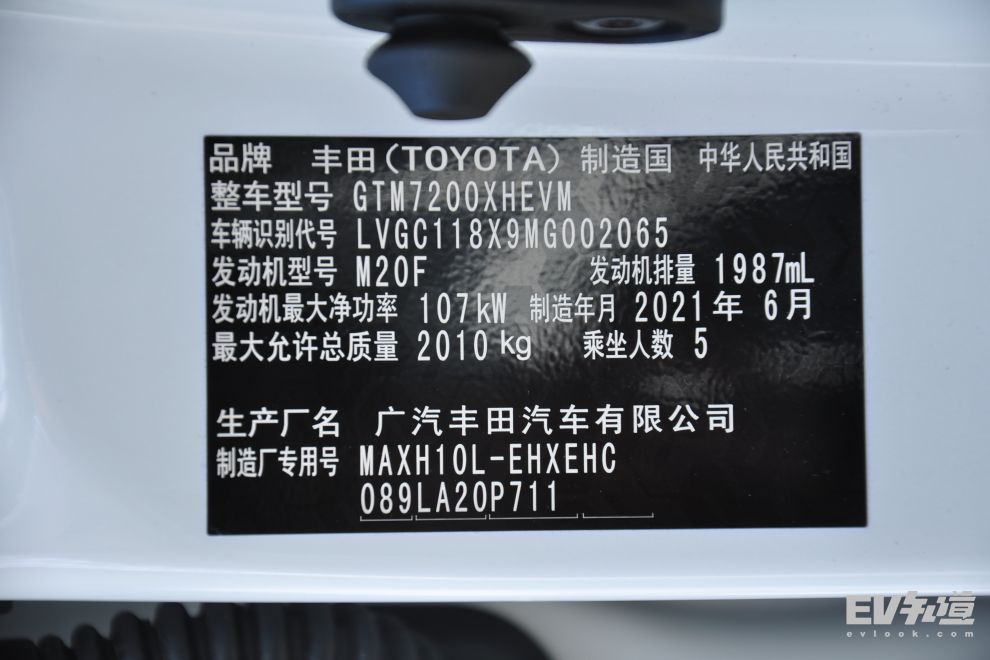 品牌 丰田(TOYOTA) 制造国 中华人民共和国
整车型号 GTM7200XHEVM
车辆识别代号 LVGC118X9MG002065
发动机型号 M20F 发动机排量 1987mL
发动机最大净功率 107kW 制造年月 2021年 6月
最大允许总质量 2010kg 乘坐人数 5
生产厂名 广汽丰田汽车有限公司
制造厂专用号 MAXH10L-EHXEHC
089LA20P711
EV知道
evlook.com